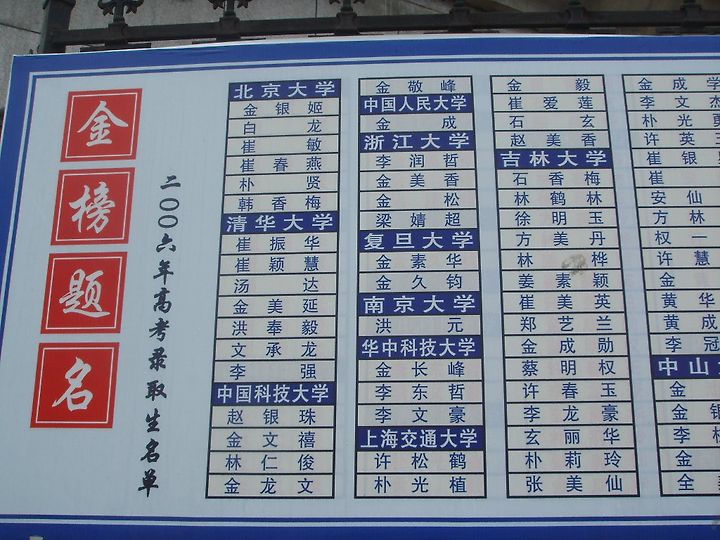 金榜题名
二〇〇六年高考录取生名单
北京大学
金银姬
白龙
崔敏
崔春燕
朴贤
韩香梅
清华大学
崔振华
崔颖慧
汤达
金美延
洪奉毅
文承龙
李强
中国科技大学
赵银珠
金文禧
林仁俊
金龙文
金敬峰
中国人民大学
金成
浙江大学
李润哲
金美香
金松
梁婧超
复旦大学
金素华
金久钧
南京大学
洪元
华中科技大学
金长峰
李东哲
李文豪
上海交通大学
许松鹤
朴光植
金毅
崔爱莲
石玄
赵美香
吉林大学
石香梅
林鹤林
徐明玉
方美丹
林桦
姜素颖
崔美英
郑艺兰
金成勋
蔡明权
许春玉
李龙豪
玄丽华
朴莉玲
张美仙
金成学
李文杰
朴光
许英
崔银
崔
安仙
方林
权一
许慧
金
黄华
黄成
李冠
中山
金
金银
李
金
全